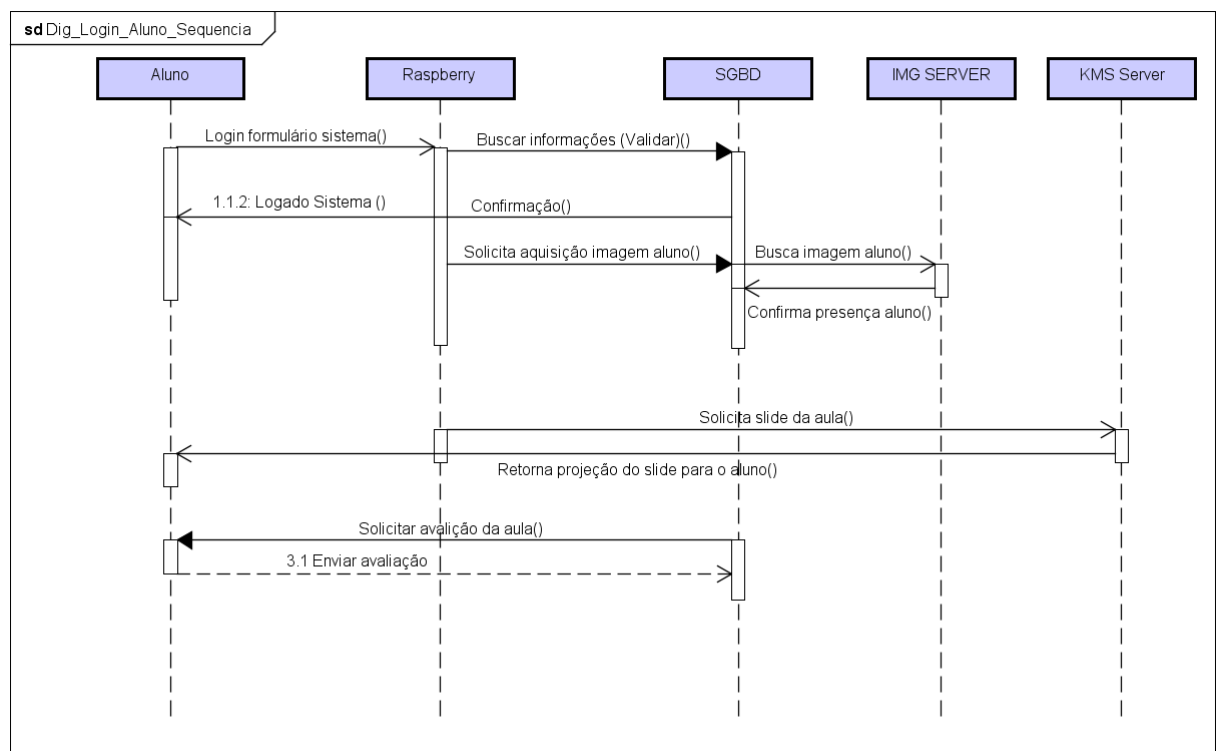 sd Dig_Login_Aluno_Sequencia
Aluno
Raspberry
SGBD
IMG SERVER
KMS Server
Login formulário sistema()
Buscar informações (Validar)()
1.1.2: Logado Sistema ()
Confirmação()
Solicita aquisição imagem aluno()
Busca imagem aluno()
Confirma presença aluno()
Solicita slide da aula()
Retorna projeção do slide para o aluno()
Solicitar avalição da aula()
3.1 Enviar avaliação